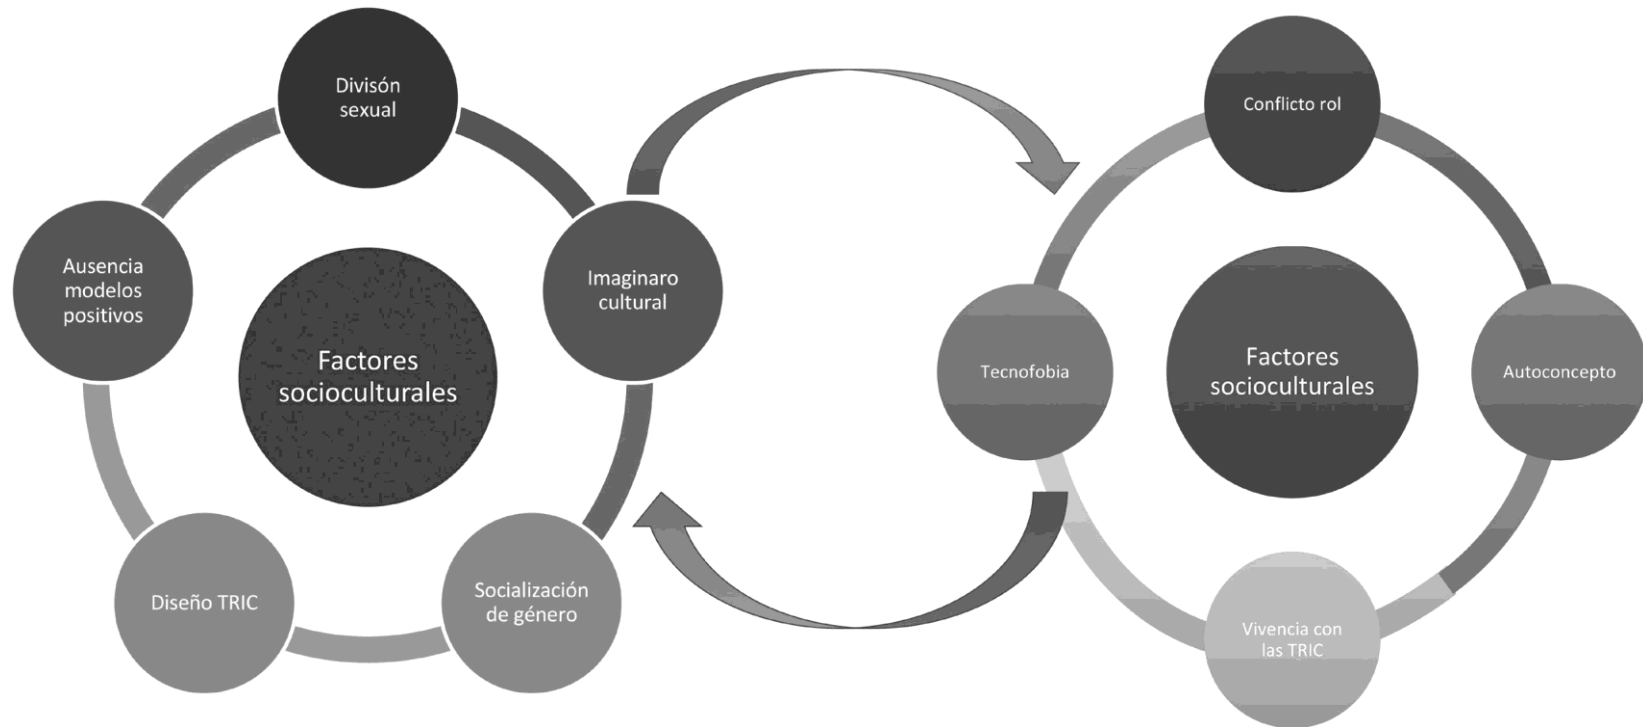 Divisón
sexual
Imaginaro
cultural
Socialización
de género
Diseño TRIC
Ausencia
modelos
positivos
Factores
socioculturales
Conflicto rol
Autoconcepto
Vivencia con
las TRIC
Tecnofobia
Factores
socioculturales